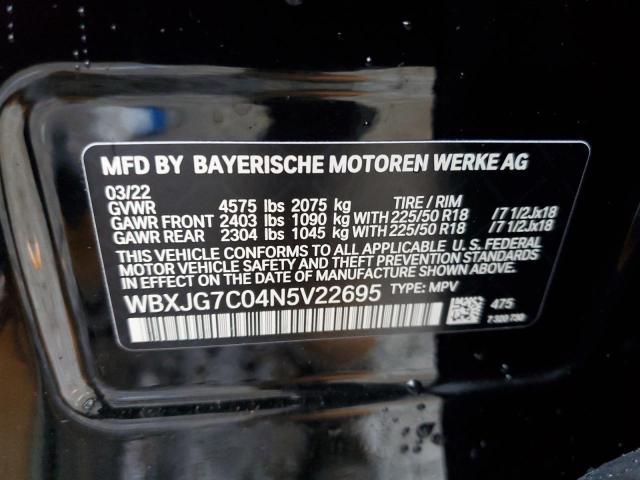 MFD BY BAYERISCHE MOTOREN WERKE AG
03/22 TIRE / RIM
GVWR 4575 lbs 2075 kg
GAWR FRONT 2403 lbs 1090 kg WITH 225/50 R18 /7 1/2Jx18
GAWR REAR 2304 lbs 1045 kg WITH 225/50 R18 /7 1/2Jx18
THIS VEHICLE CONFORMS TO ALL APPLICABLE U.S. FEDERAL
MOTOR VEHICLE SAFETY AND THEFT PREVENTION STANDARDS
IN EFFECT ON DATE OF MANUFACTURE SHOWN ABOVE
WBXJG7C04N5V22695 TYPE: MPV
475